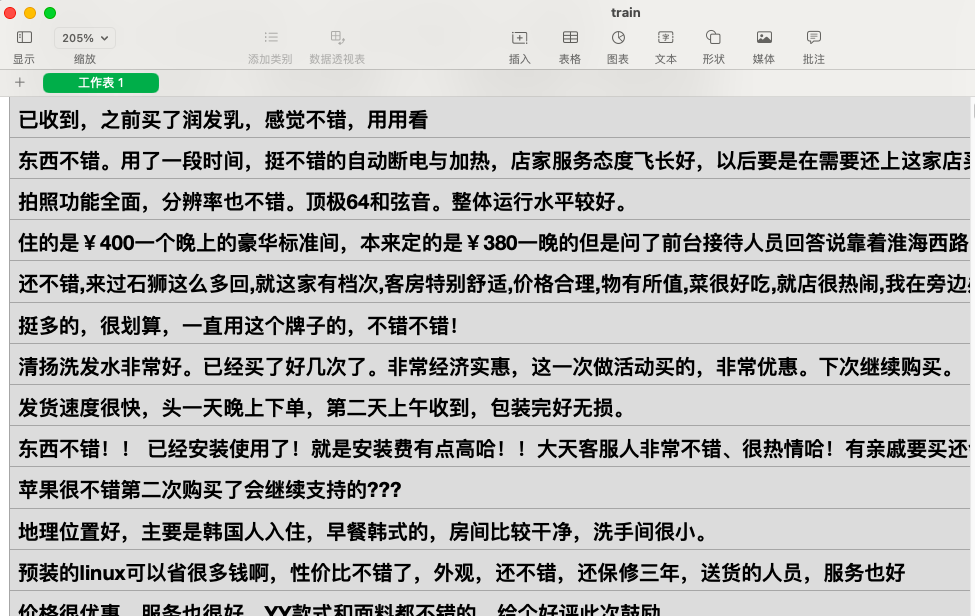 train
205%
显示
缩放
添加类别
数据透视表
插入
表格
图表
文本
形状
媒体
批注
工作表 1
已收到，之前买了润发乳，感觉不错，用用看
东西不错。用了一段时间，挺不错的自动断电与加热，店家服务态度飞长好，以后要是在需要还上这家店
拍照功能全面，分辨率也不错。顶极64和弦音。整体运行水平较好。
住的是￥400一个晚上的豪华标准间，本来定的是￥380一晚的但是问了前台接待人员回答说靠着淮海西路
还不错,来过石狮这么多回,就这家有档次,客房特别舒适,价格合理,物有所值,菜很好吃,就店很热闹,我在旁边
挺多的，很划算，一直用这个牌子的，不错不错！
清扬洗发水非常好。已经买了好几次了。非常经济实惠，这一次做活动买的，非常优惠。下次继续购买。
发货速度很快，头一天晚上下单，第二天上午收到，包装完好无损。
东西不错！！ 已经安装使用了！就是安装费有点高哈！！大天客服人非常不错、很热情哈！有亲戚要买还
苹果很不错第二次购买了会继续支持的???
地理位置好，主要是韩国人入住，早餐韩式的，房间比较干净，洗手间很小。
预装的linux可以省很多钱啊，性价比不错了，外观，还不错，还保修三年，送货的人员，服务也好
价格很优惠，服务也很好，YY款式和面料都不错的，给个好评此次鼓励